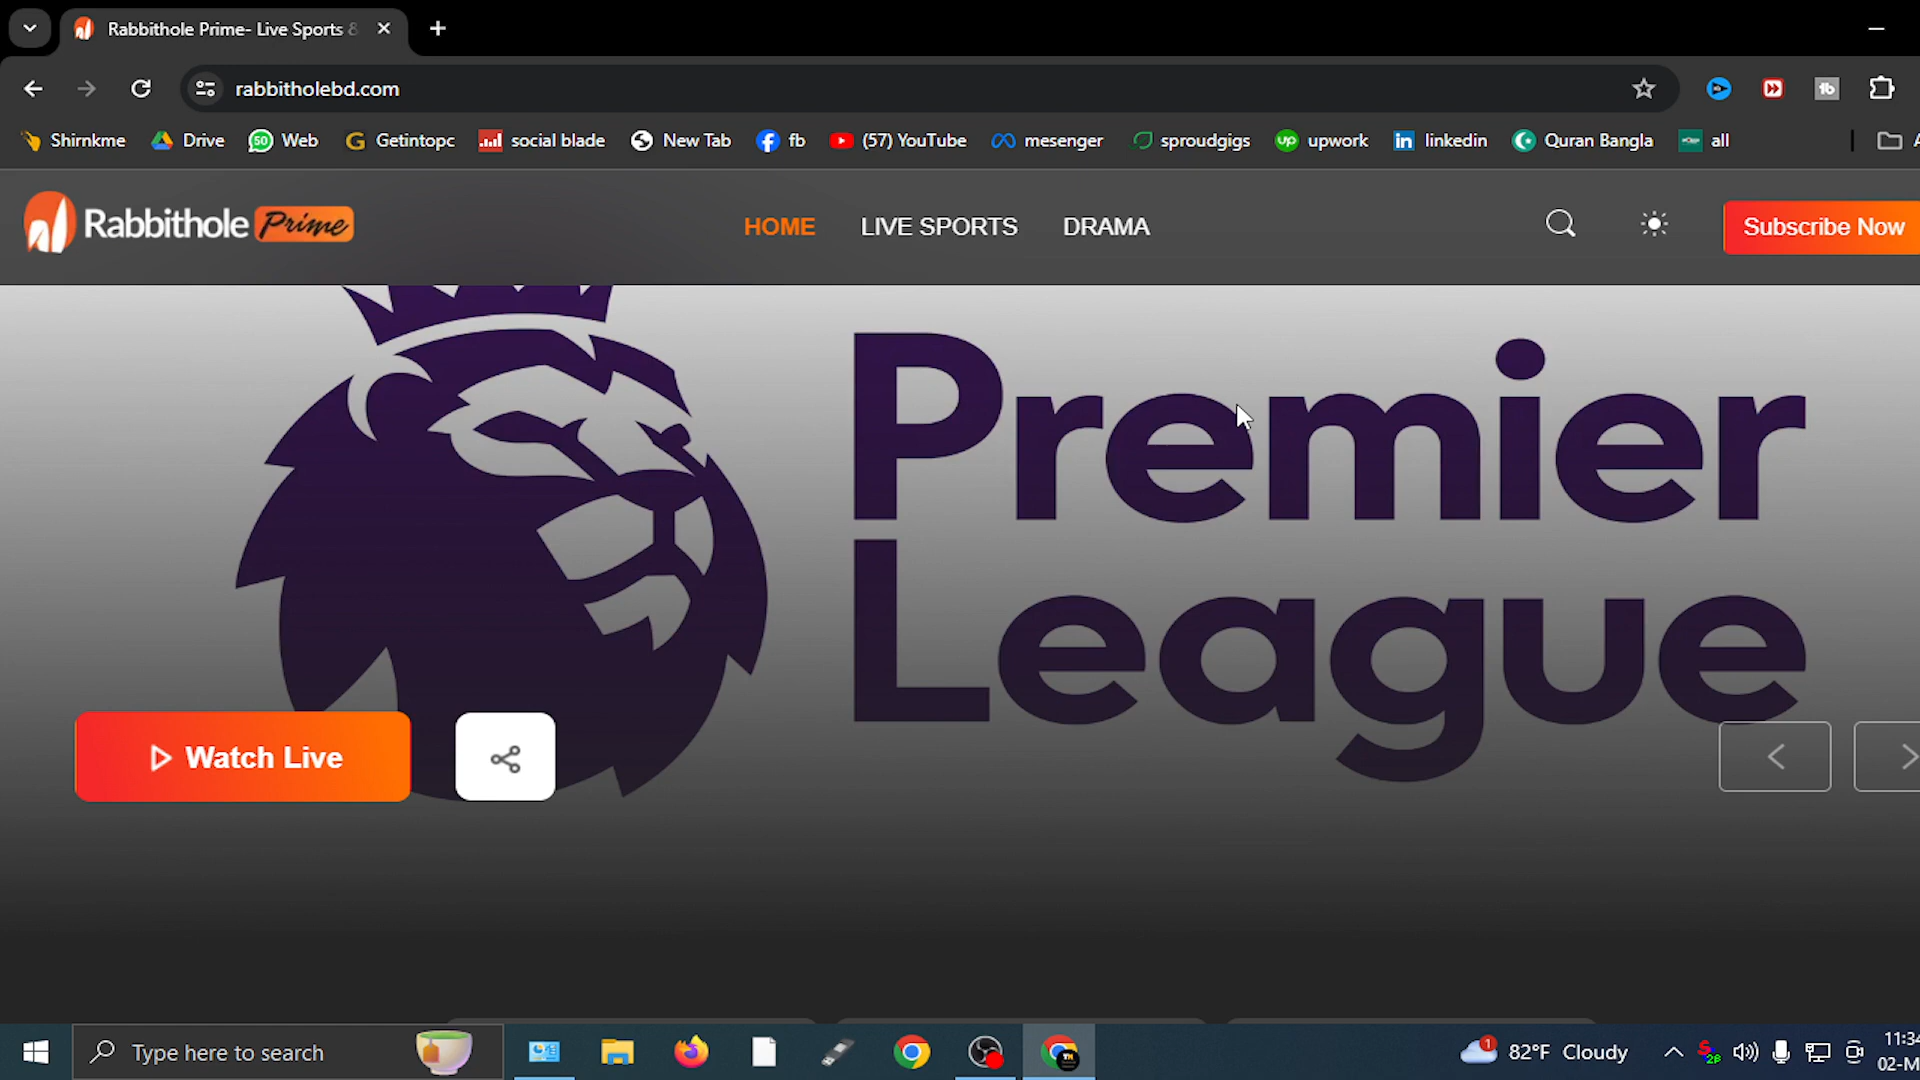 Rabbithole Prime- Live Sports &
rabbitholebd.com
Shirnkme Drive Web Getintopc social blade New Tab fb (57) YouTube mesenger sproudgigs upwork linkedin Quran Bangla all
Rabbithole Prime
HOME LIVE SPORTS DRAMA
Subscribe Now
Premier
League
Watch Live
Type here to search
82°F Cloudy
11:34
02-M